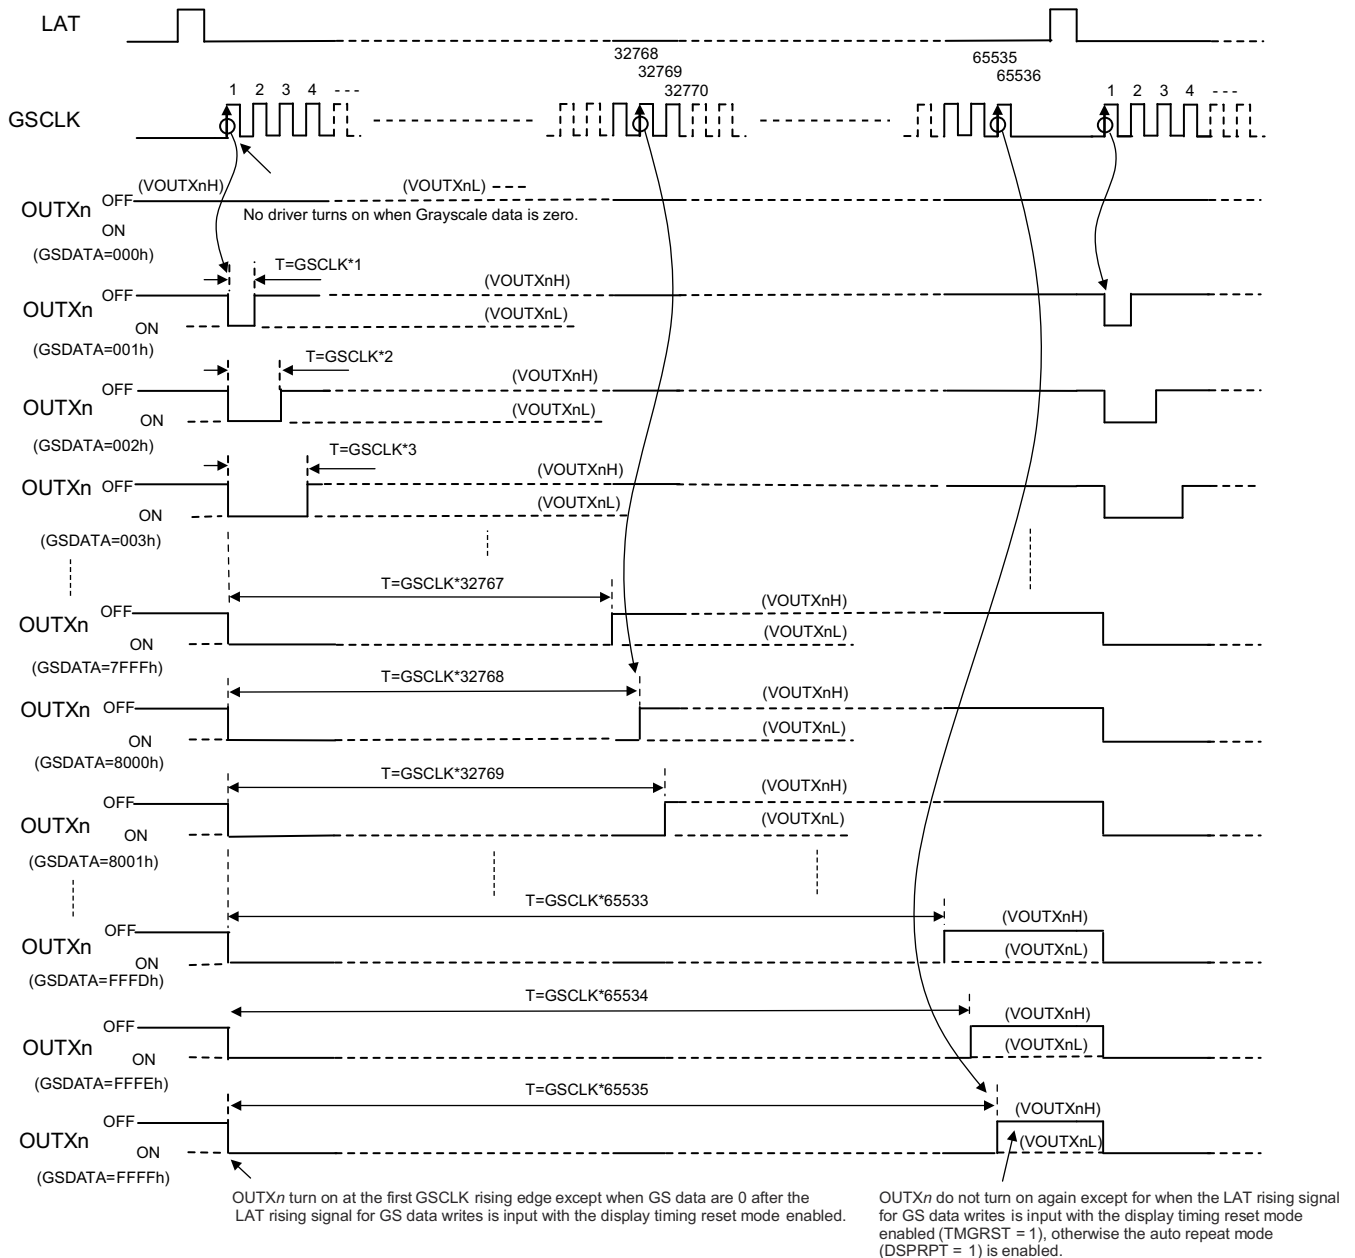 LAT
32768
32769
32770
65535
65536
GSCLK
1 2 3 4
1 2 3 4
OUTXn
OFF
ON
(VOUTXnH)
(VOUTXnL)
No driver turns on when Grayscale data is zero.
(GSDATA=000h)
T=GSCLK*1
OUTXn
OFF
ON
(VOUTXnH)
(VOUTXnL)
(GSDATA=001h)
T=GSCLK*2
OUTXn
OFF
ON
(VOUTXnH)
(VOUTXnL)
(GSDATA=002h)
T=GSCLK*3
OUTXn
OFF
ON
(VOUTXnH)
(VOUTXnL)
(GSDATA=003h)
T=GSCLK*32767
OUTXn
OFF
ON
(VOUTXnH)
(VOUTXnL)
(GSDATA=7FFFh)
T=GSCLK*32768
OUTXn
OFF
ON
(VOUTXnH)
(VOUTXnL)
(GSDATA=8000h)
T=GSCLK*32769
OUTXn
OFF
ON
(VOUTXnH)
(VOUTXnL)
(GSDATA=8001h)
T=GSCLK*65533
OUTXn
OFF
ON
(VOUTXnH)
(VOUTXnL)
(GSDATA=FFFDh)
T=GSCLK*65534
OUTXn
OFF
ON
(VOUTXnH)
(VOUTXnL)
(GSDATA=FFFEh)
T=GSCLK*65535
OUTXn
OFF
ON
(VOUTXnH)
(VOUTXnL)
(GSDATA=FFFFh)
OUTXn turn on at the first GSCLK rising edge except when GS data are 0 after the
LAT rising signal for GS data writes is input with the display timing reset mode enabled.
OUTXn do not turn on again except for when the LAT rising signal
for GS data writes is input with the display timing reset mode
enabled (TMGRST = 1), otherwise the auto repeat mode
(DSPRPT = 1) is enabled.